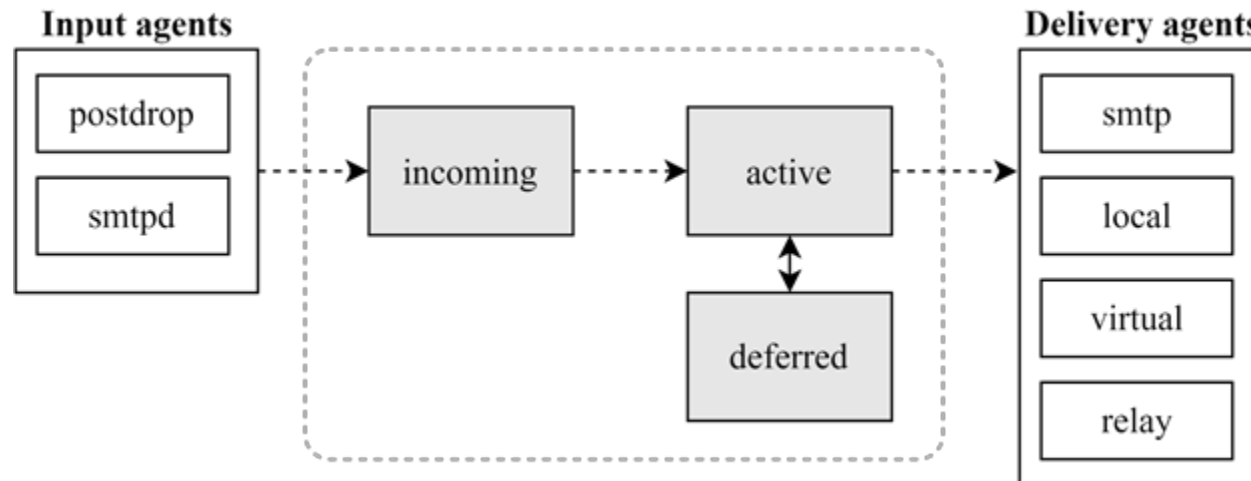 Input agents
postdrop
smtpd
incoming
active
deferred
Delivery agents
smtp
local
virtual
relay